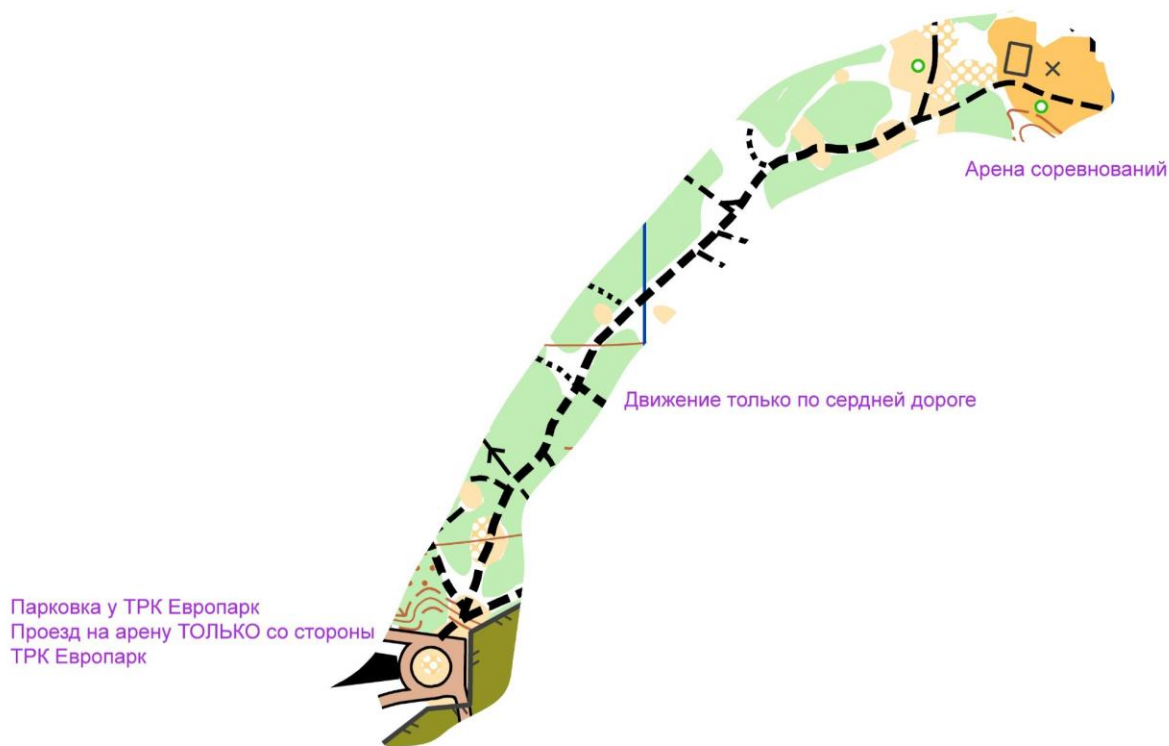 Арена соревнований
Движение только по сердней дороге
Парковка у ТРК Европарк
Проезд на арену ТОЛЬКО со стороны
ТРК Европарк